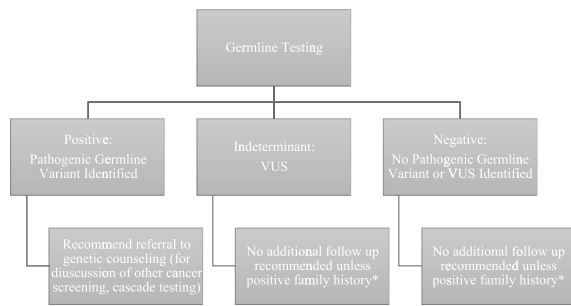 Germline Testing
Positive:
Pathogenic Germline
Variant Identified
Indeterminant:
VUS
Negative:
No Pathogenic Germline
Variant or VUS Identified
Recommend referral to
genetic counseling (for
diuscussion of other cancer
screening, cascade testing)
No additional follow up
recommended unless
positive family history*
No additional follow up
recommended unless
positive family history*